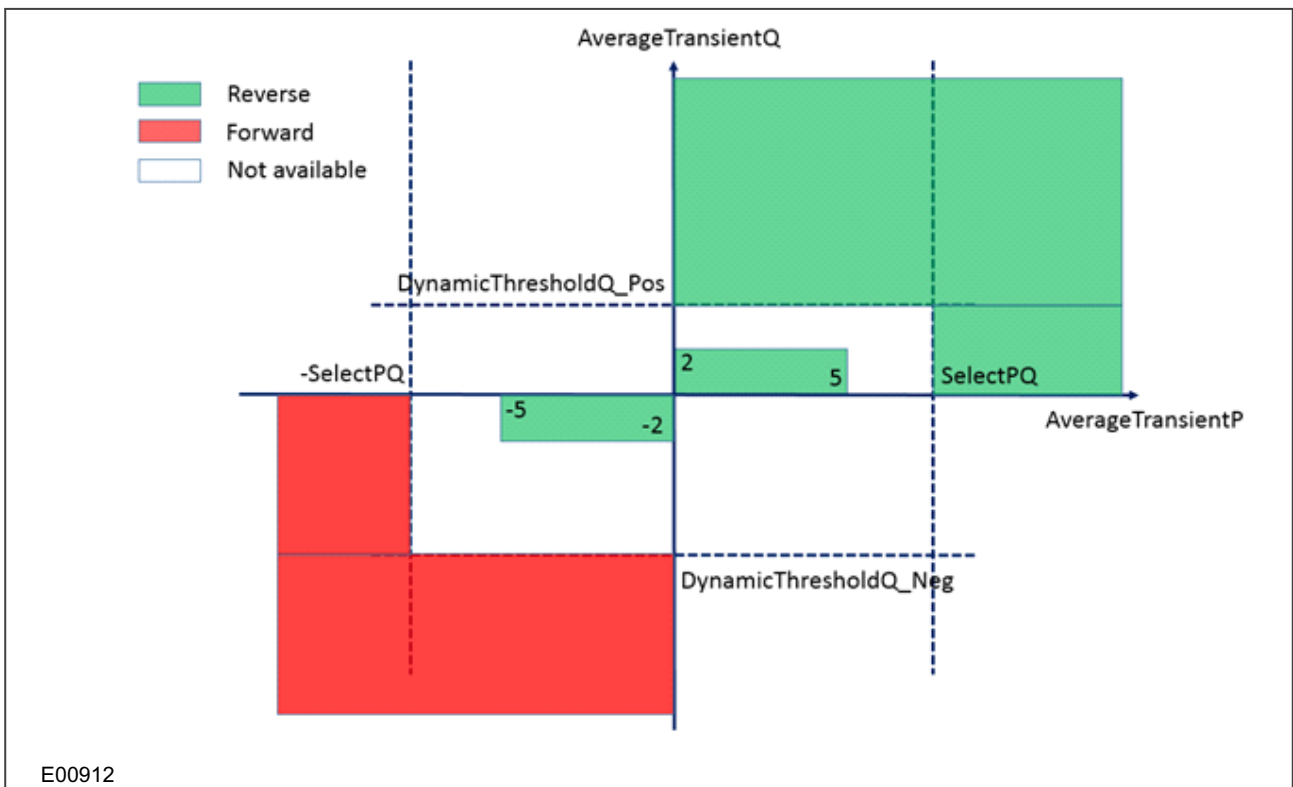 AverageTransientQ
Reverse
Forward
Not available
DynamicThresholdQ_Pos
-SelectPQ
2
5
SelectPQ
-5
-2
AverageTransientP
DynamicThresholdQ_Neg
E00912